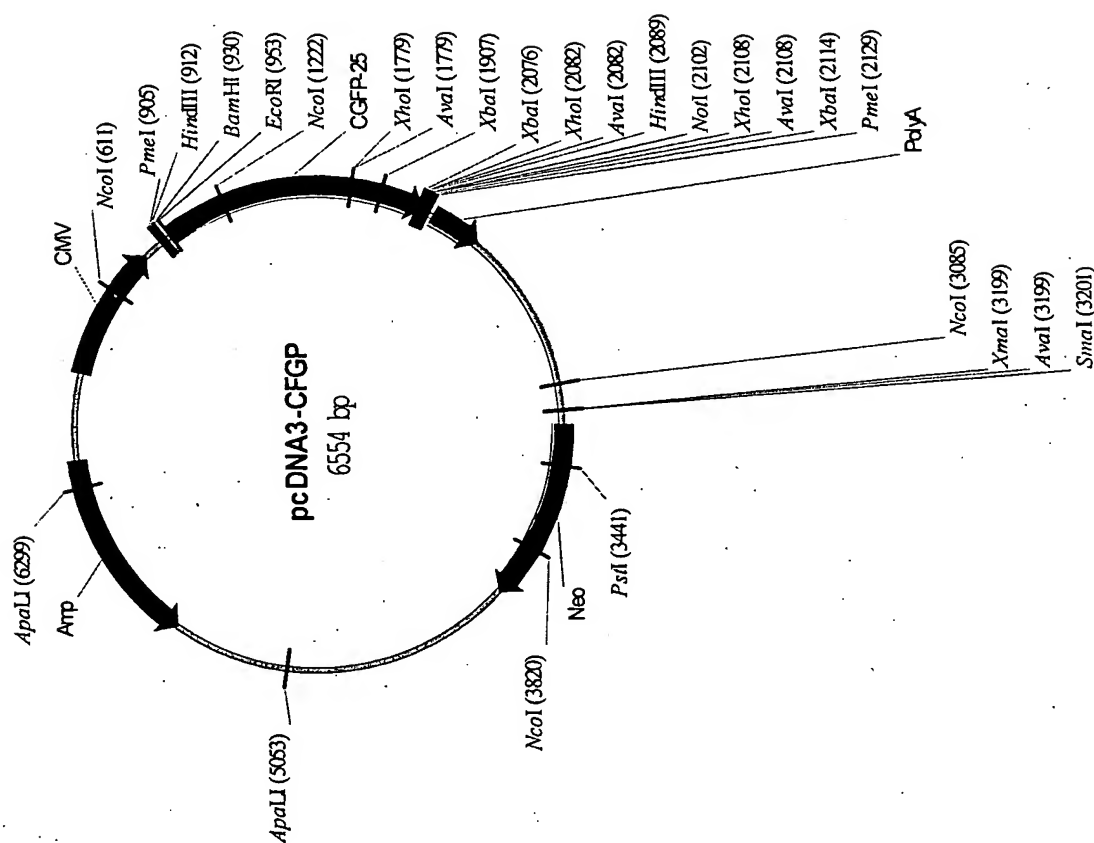 CMV
NcoI (611)
PmeI (905)
HindIII (912)
BamHI (930)
EcoRI (953)
NcoI (1222)
CGFP-25
XhoI (1779)
AvaI (1779)
XbaI (1907)
XbaI (2076)
XhoI (2082)
AvaI (2082)
HindIII (2089)
NotI (2102)
XhoI (2108)
AvaI (2108)
XbaI (2114)
PmeI (2129)
PolyA
NcoI (3085)
XmaI (3199)
AvaI (3199)
SmaI (3201)
PstI (3441)
Neo
NcoI (3820)
ApaLI (5053)
Amp
ApaLI (6299)
pcDNA3-CFGP
6554 bp